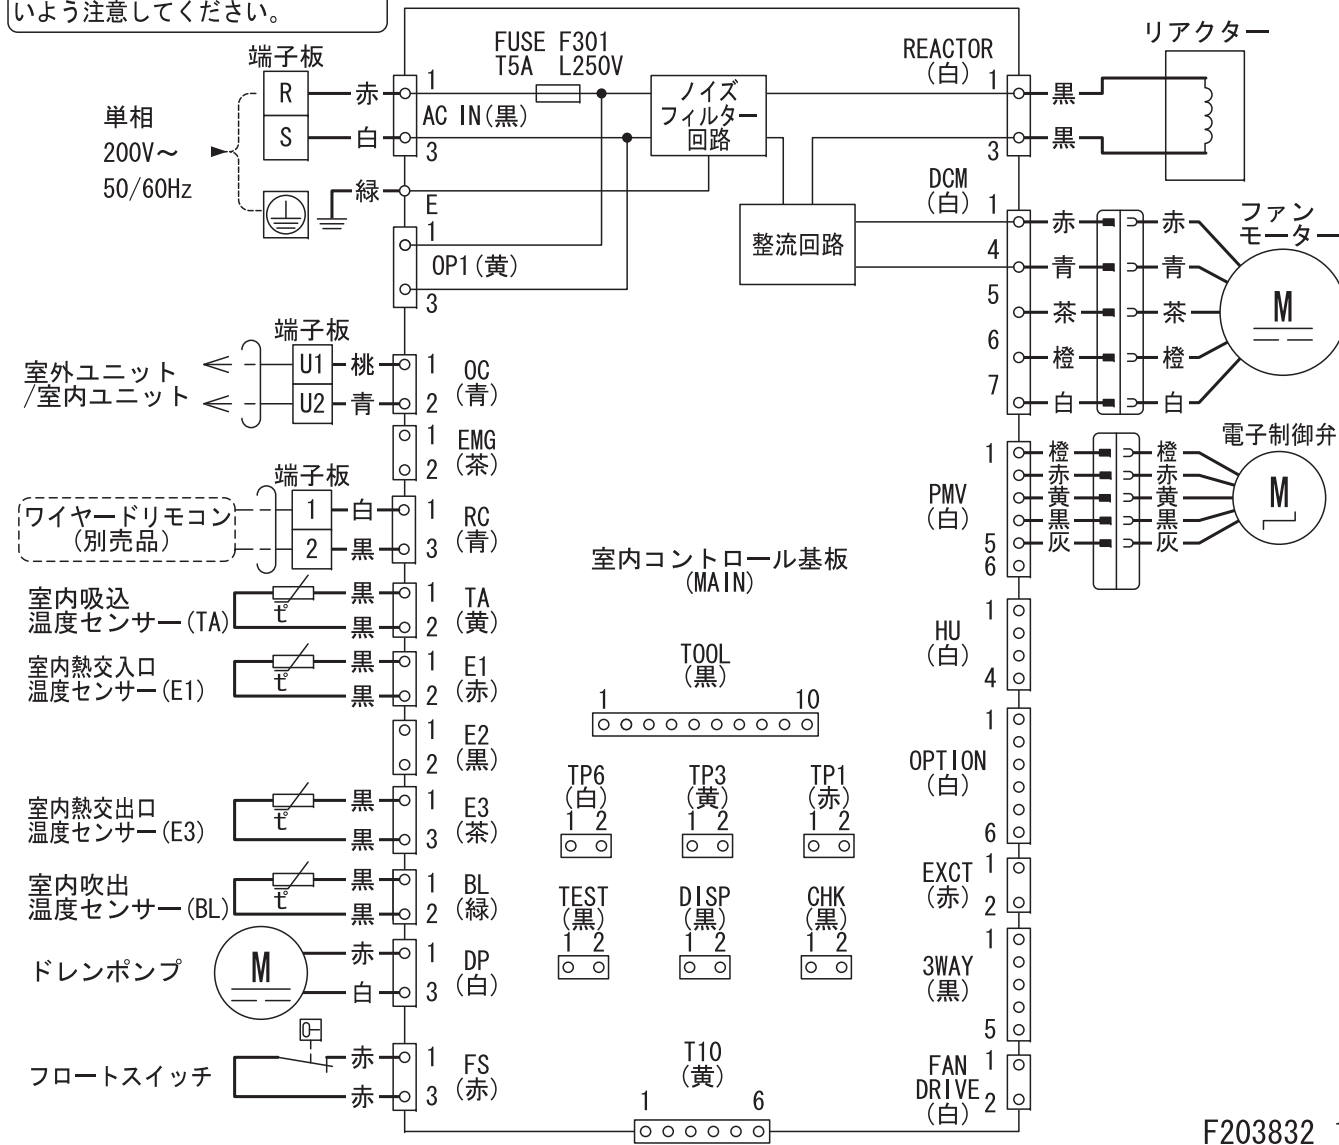 いよう注意してください。
端子板
R
S
赤
白
緑
単相
200V～
50/60Hz
1
AC IN(黒)
3
E
FUSE F301
T5A L250V
ノイズ
フィルター
回路
整流回路
1
OP1(黄)
3
REACTOR
(白)
1
3
黒
黒
リアクター
DCM
(白)
1
4
5
6
7
赤
青
茶
橙
白
赤
青
茶
橙
白
ファン
モーター
M
端子板
U1
U2
桃
青
1
2
OC
(青)
室外ユニット
/室内ユニット
1
2
EMG
(茶)
端子板
1
2
白
黒
1
3
RC
(青)
ワイヤードリモコン
(別売品)
PMV
(白)
1
5
6
橙
赤
黄
黒
灰
橙
赤
黄
黒
灰
電子制御弁
M
室内コントロール基板
(MAIN)
室内吸込
温度センサー(TA)
t°
黒
黒
1
2
TA
(黄)
室内熱交入口
温度センサー(E1)
t°
黒
黒
1
2
E1
(赤)
1
2
E2
(黒)
室内熱交出口
温度センサー(E3)
t°
黒
黒
1
3
E3
(茶)
室内吹出
温度センサー(BL)
t°
黒
黒
1
2
BL
(緑)
ドレンポンプ
M
赤
白
1
3
DP
(白)
フロートスイッチ
赤
赤
1
3
FS
(赤)
TOOL
(黒)
1 10
TP6
(白)
1 2
TP3
(黄)
1 2
TP1
(赤)
1 2
TEST
(黒)
1 2
DISP
(黒)
1 2
CHK
(黒)
1 2
T10
(黄)
1 6
HU
(白)
1
4
OPTION
(白)
1
6
EXCT
(赤)
1
2
3WAY
(黒)
1
5
FAN
DRIVE
(白)
1
2
F203832